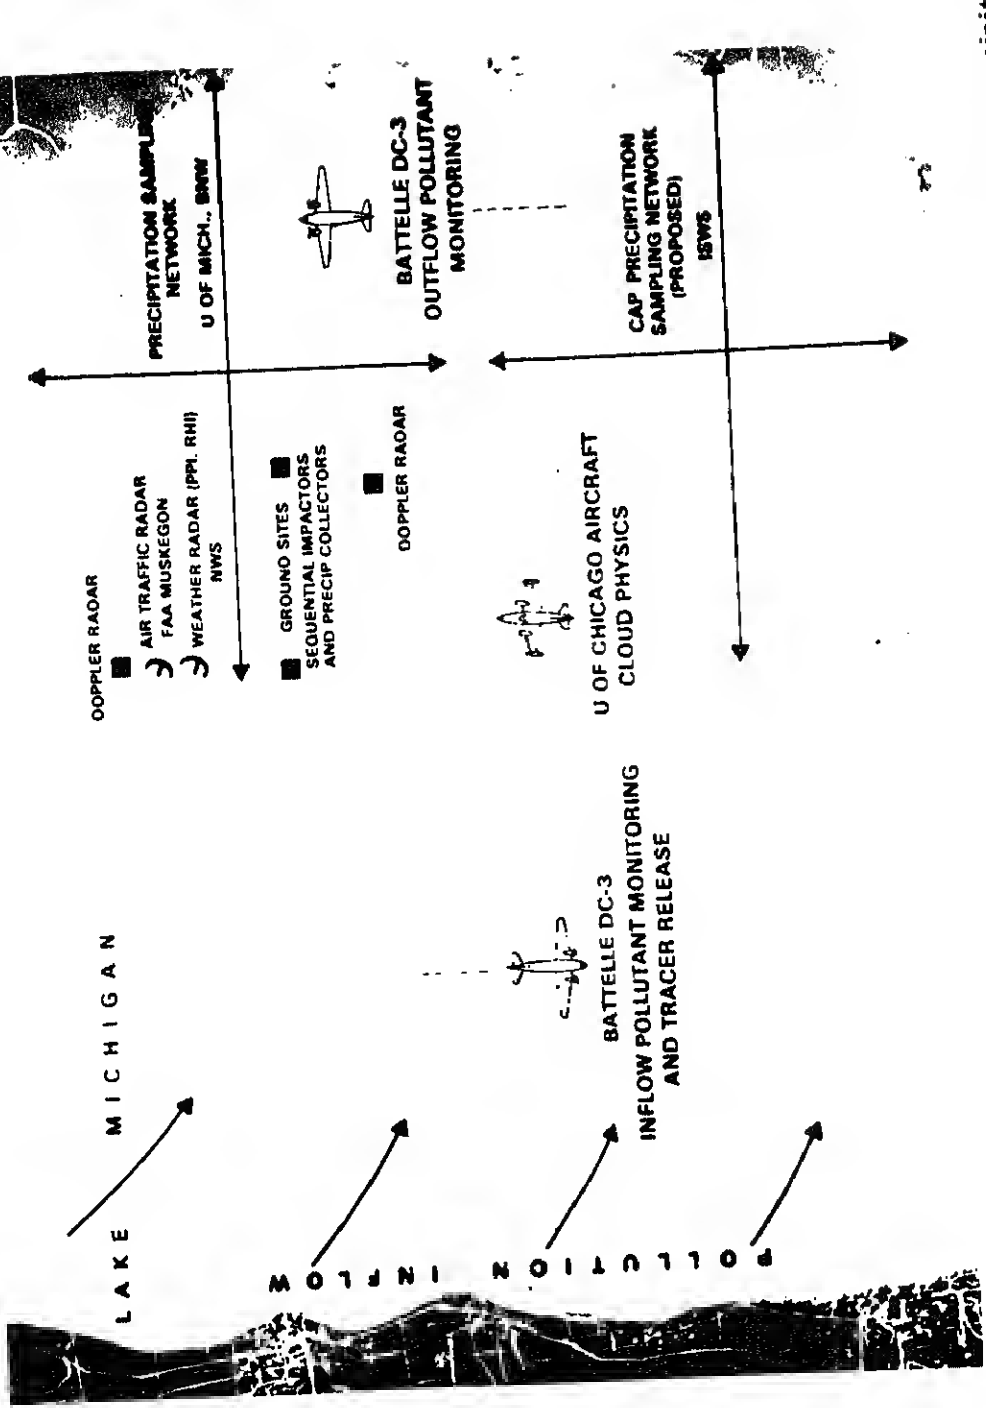 LAKE MICHIGAN
POLLUTION INFLOW
DOPPLER RADAR
AIR TRAFFIC RADAR
FAA MUSKEGON
WEATHER RADAR (PPI, RHI)
NWS
PRECIPITATION SAMPLING
NETWORK
U OF MICH., BNW
GROUND SITES
SEQUENTIAL IMPACTORS
AND PRECIP COLLECTORS
DOPPLER RADAR
BATTELLE DC-3
OUTFLOW POLLUTANT
MONITORING
BATTELLE DC-3
INFLOW POLLUTANT MONITORING
AND TRACER RELEASE
U OF CHICAGO AIRCRAFT
CLOUD PHYSICS
CAP PRECIPITATION
SAMPLING NETWORK
(PROPOSED)
ISWS